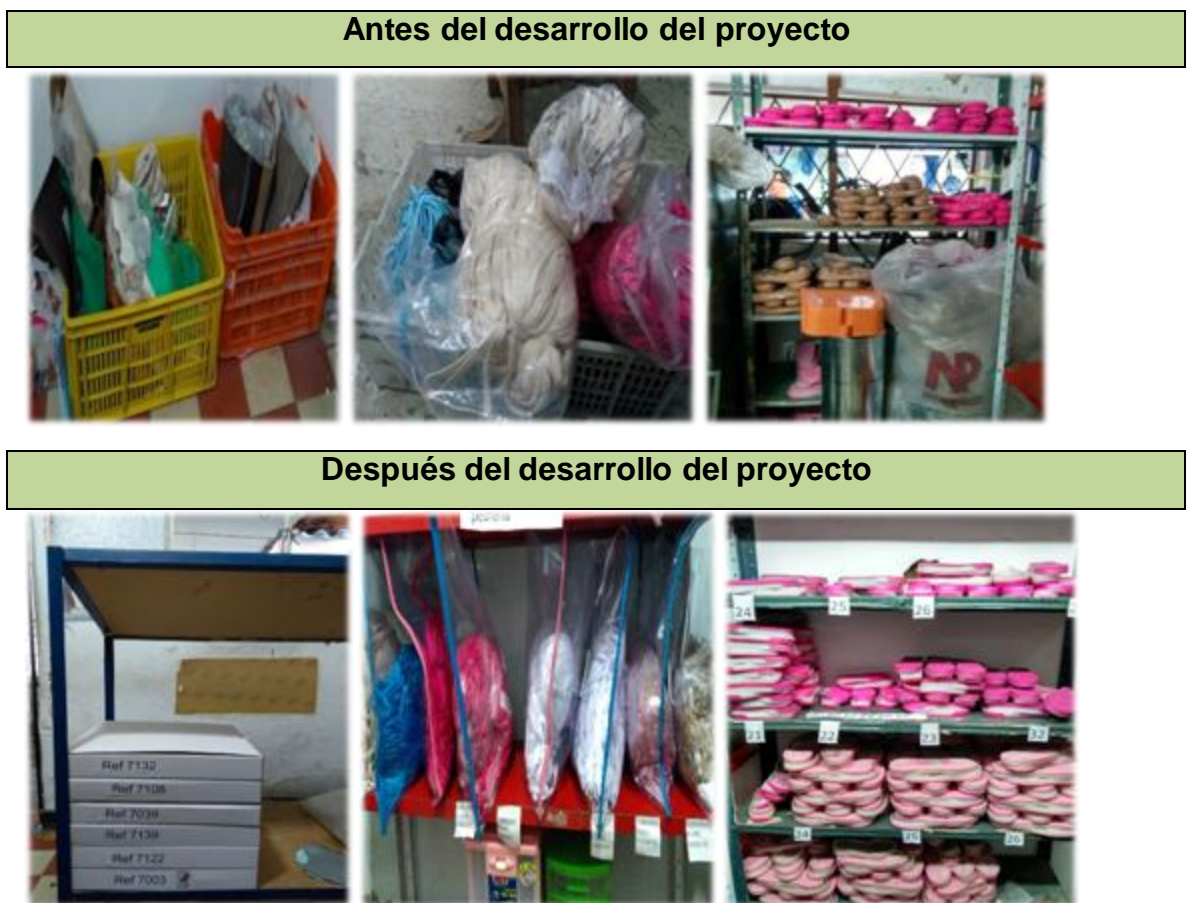 Antes del desarrollo del proyecto
NP
Después del desarrollo del proyecto
Ref 7132
Ref 7108
Ref 7039
Ref 7139
Ref 7122
Ref 7003
24
25
26
21
22
23
32
24
25
26